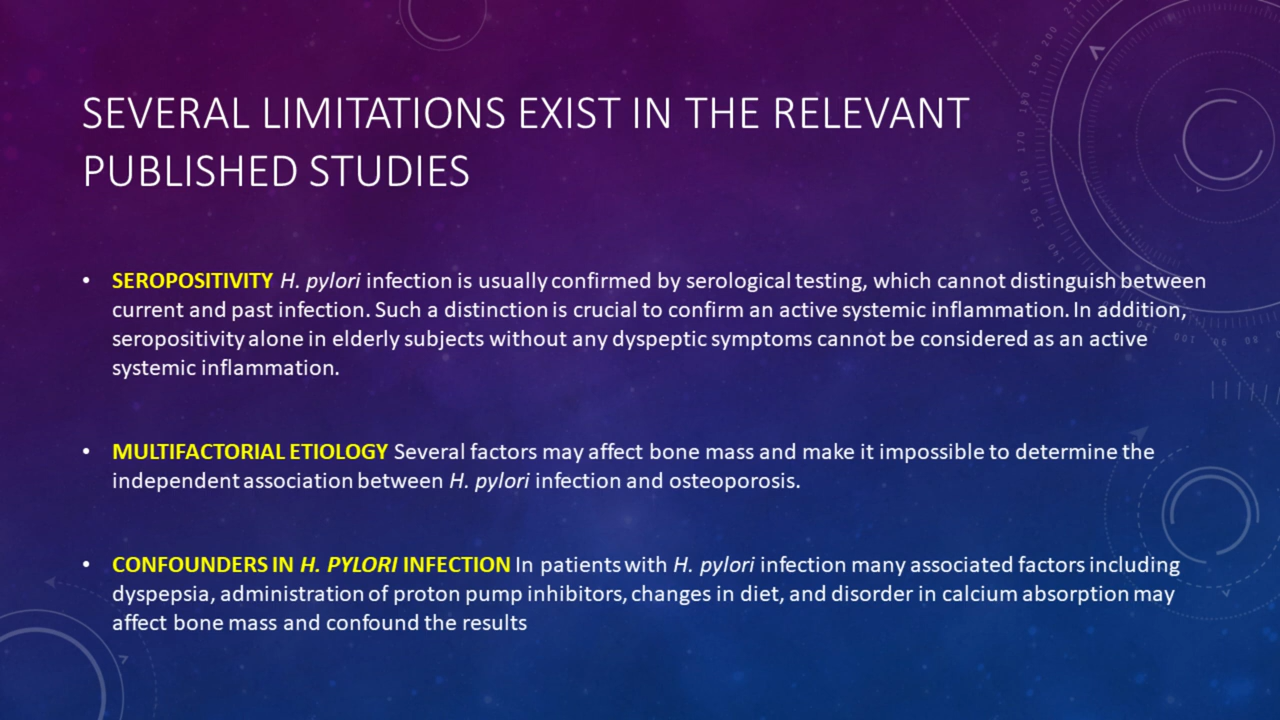 SEVERAL LIMITATIONS EXIST IN THE RELEVANT
PUBLISHED STUDIES
• SEROPOSITIVITY H. pylori infection is usually confirmed by serological testing, which cannot distinguish between
current and past infection. Such a distinction is crucial to confirm an active systemic inflammation. In addition,
seropositivity alone in elderly subjects without any dyspeptic symptoms cannot be considered as an active
systemic inflammation.
• MULTIFACTORIAL ETIOLOGY Several factors may affect bone mass and make it impossible to determine the
independent association between H. pylori infection and osteoporosis.
• CONFOUNDERS IN H. PYLORI INFECTION In patients with H. pylori infection many associated factors including
dyspepsia, administration of proton pump inhibitors, changes in diet, and disorder in calcium absorption may
affect bone mass and confound the results